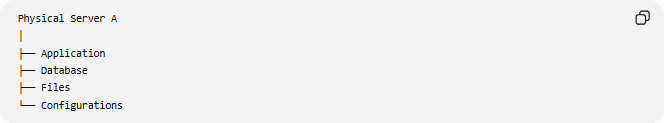 Physical Server A
│
├── Application
├── Database
├── Files
└── Configurations